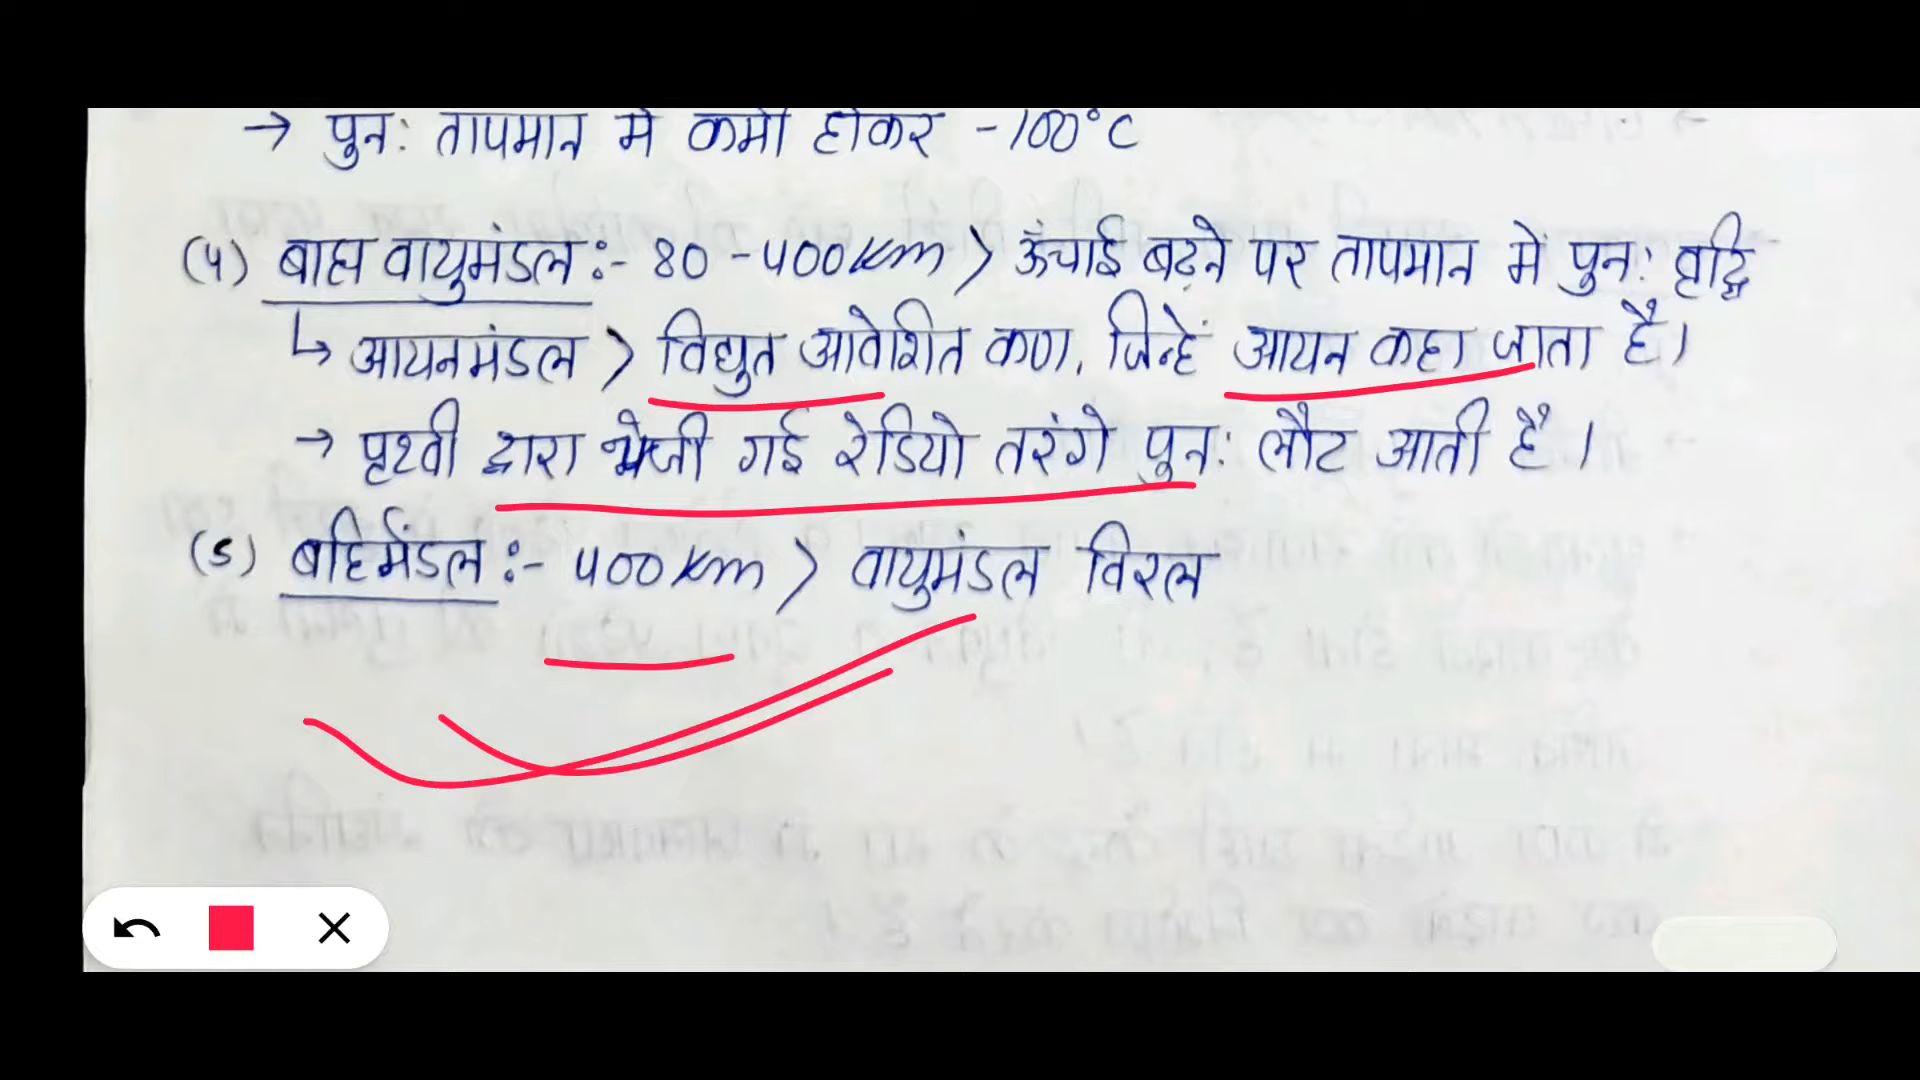 → पुनः तापमान में कमी होकर -100°C
(4) बाह्य वायुमंडल :- 80 - 400 km > ऊँचाई बढ़ने पर तापमान में पुनः वृद्धि
↳ आयनमंडल > विद्युत आवेशित कण, जिन्हें आयन कहा जाता है।
→ पृथ्वी द्वारा भेजी गई रेडियो तरंगे पुनः लौट आती है।
(5) बहिर्मंडल :- 400 km > वायुमंडल विरल